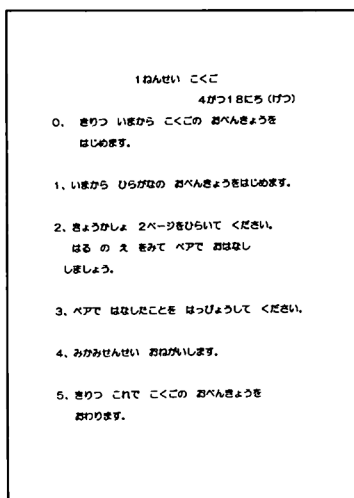 1ねんせい こくご
4がつ18にち(げつ)
0、 きりつ いまから こくごの おべんきょうを
はじめます。
1、いまから ひらがなの おべんきょうをはじめます。
2、きょうかしょ 2ページをひらいて ください。
はる の え をみて ペアで おはなし
しましょう。
3、ペアで はなしたことを はっぴょうして ください。
4、みかみせんせい おねがいします。
5、きりつ これで こくごの おべんきょうを
おわります。